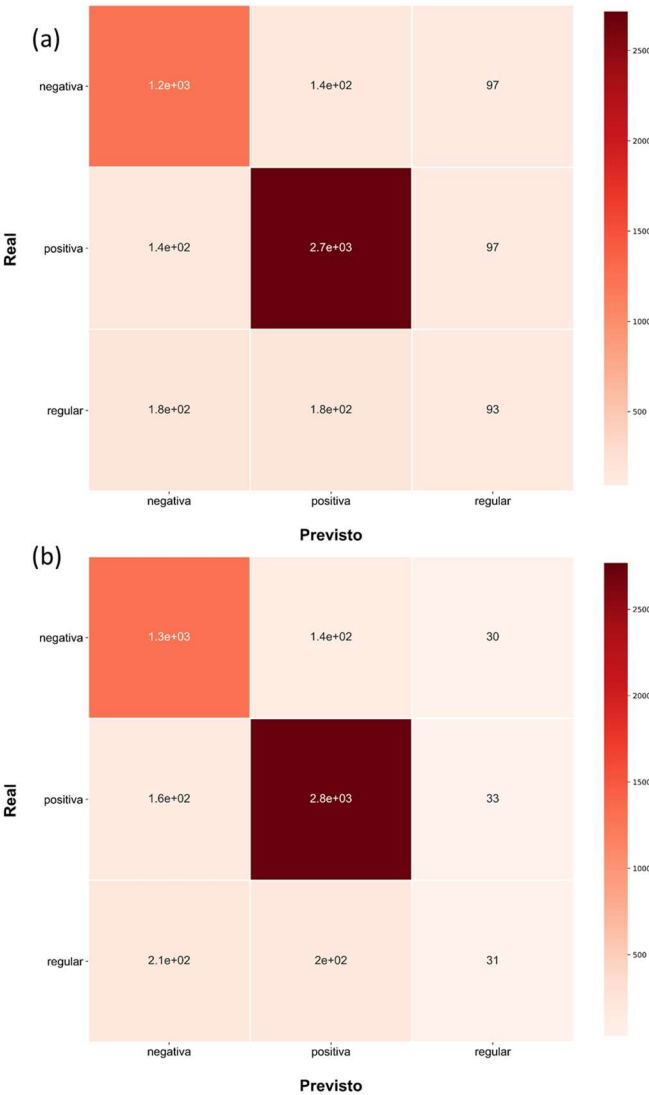 (a)
negativa
1.2e+03 1.4e+02 97
positiva
1.4e+02 2.7e+03 97
regular
1.8e+02 1.8e+02 93
negativa positiva regular
Real
Previsto
2500
2000
1500
1000
500
(b)
negativa
1.3e+03 1.4e+02 30
positiva
1.6e+02 2.8e+03 33
regular
2.1e+02 2e+02 31
negativa positiva regular
Real
Previsto
2500
2000
1500
1000
500